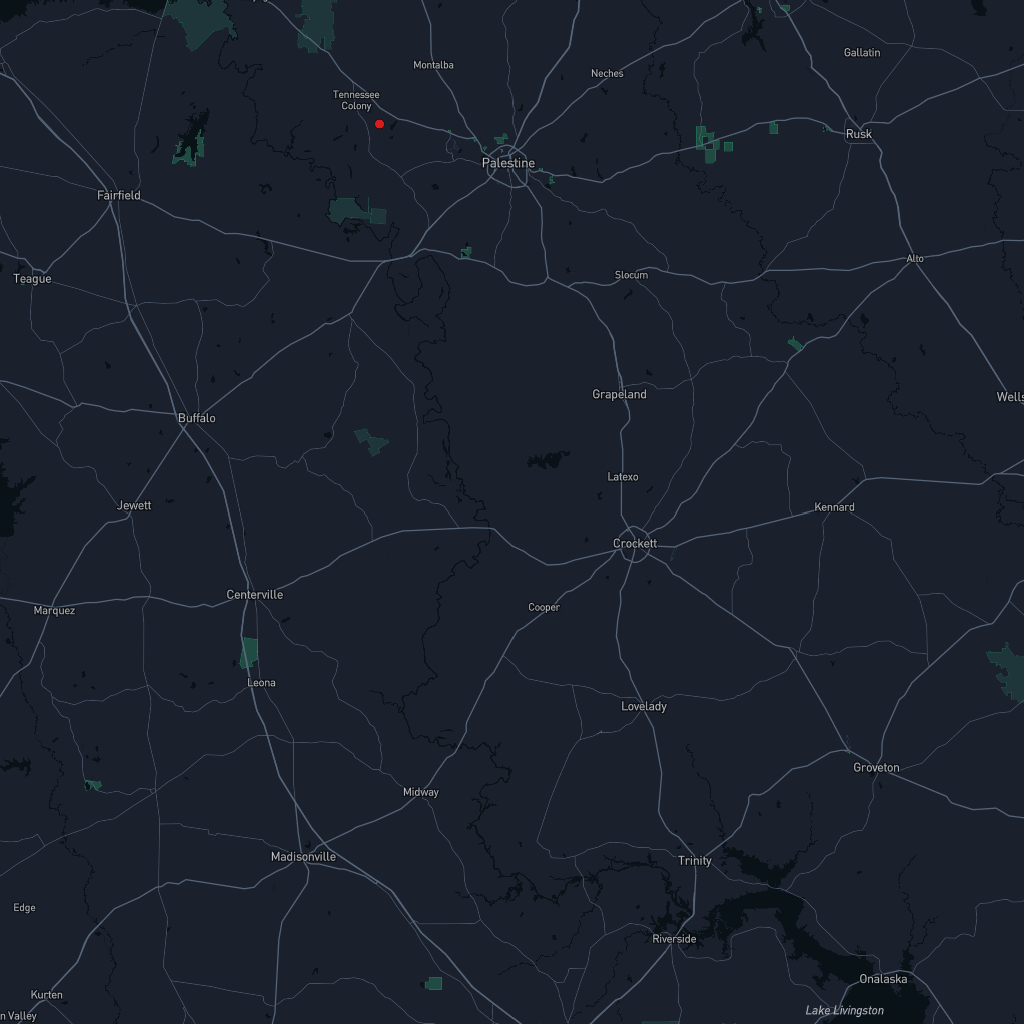 Gallatin
Montalba
Neches
Tennessee
Colony
Rusk
Palestine
Fairfield
Alto
Slocum
Teague
Grapeland
Wells
Buffalo
Latexo
Jewett
Kennard
Crockett
Centerville
Cooper
Marquez
Leona
Lovelady
Groveton
Midway
Madisonville
Trinity
Edge
Riverside
Onalaska
Kurten
Lake Livingston
n Valley